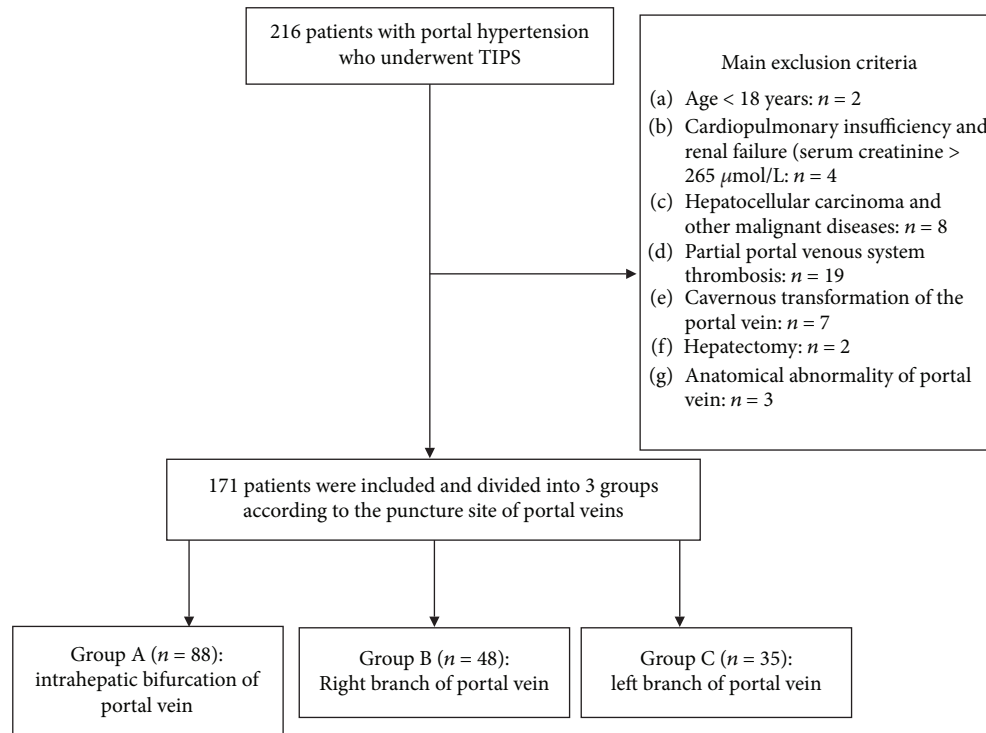 216 patients with portal hypertension
who underwent TIPS
Main exclusion criteria
(a) Age < 18 years: n = 2
(b) Cardiopulmonary insufficiency and
renal failure (serum creatinine >
265 μmol/L: n = 4
(c) Hepatocellular carcinoma and
other malignant diseases: n = 8
(d) Partial portal venous system
thrombosis: n = 19
(e) Cavernous transformation of the
portal vein: n = 7
(f) Hepatectomy: n = 2
(g) Anatomical abnormality of portal
vein: n = 3
171 patients were included and divided into 3 groups
according to the puncture site of portal veins
Group A (n = 88):
intrahepatic bifurcation of
portal vein
Group B (n = 48):
Right branch of portal vein
Group C (n = 35):
left branch of portal vein